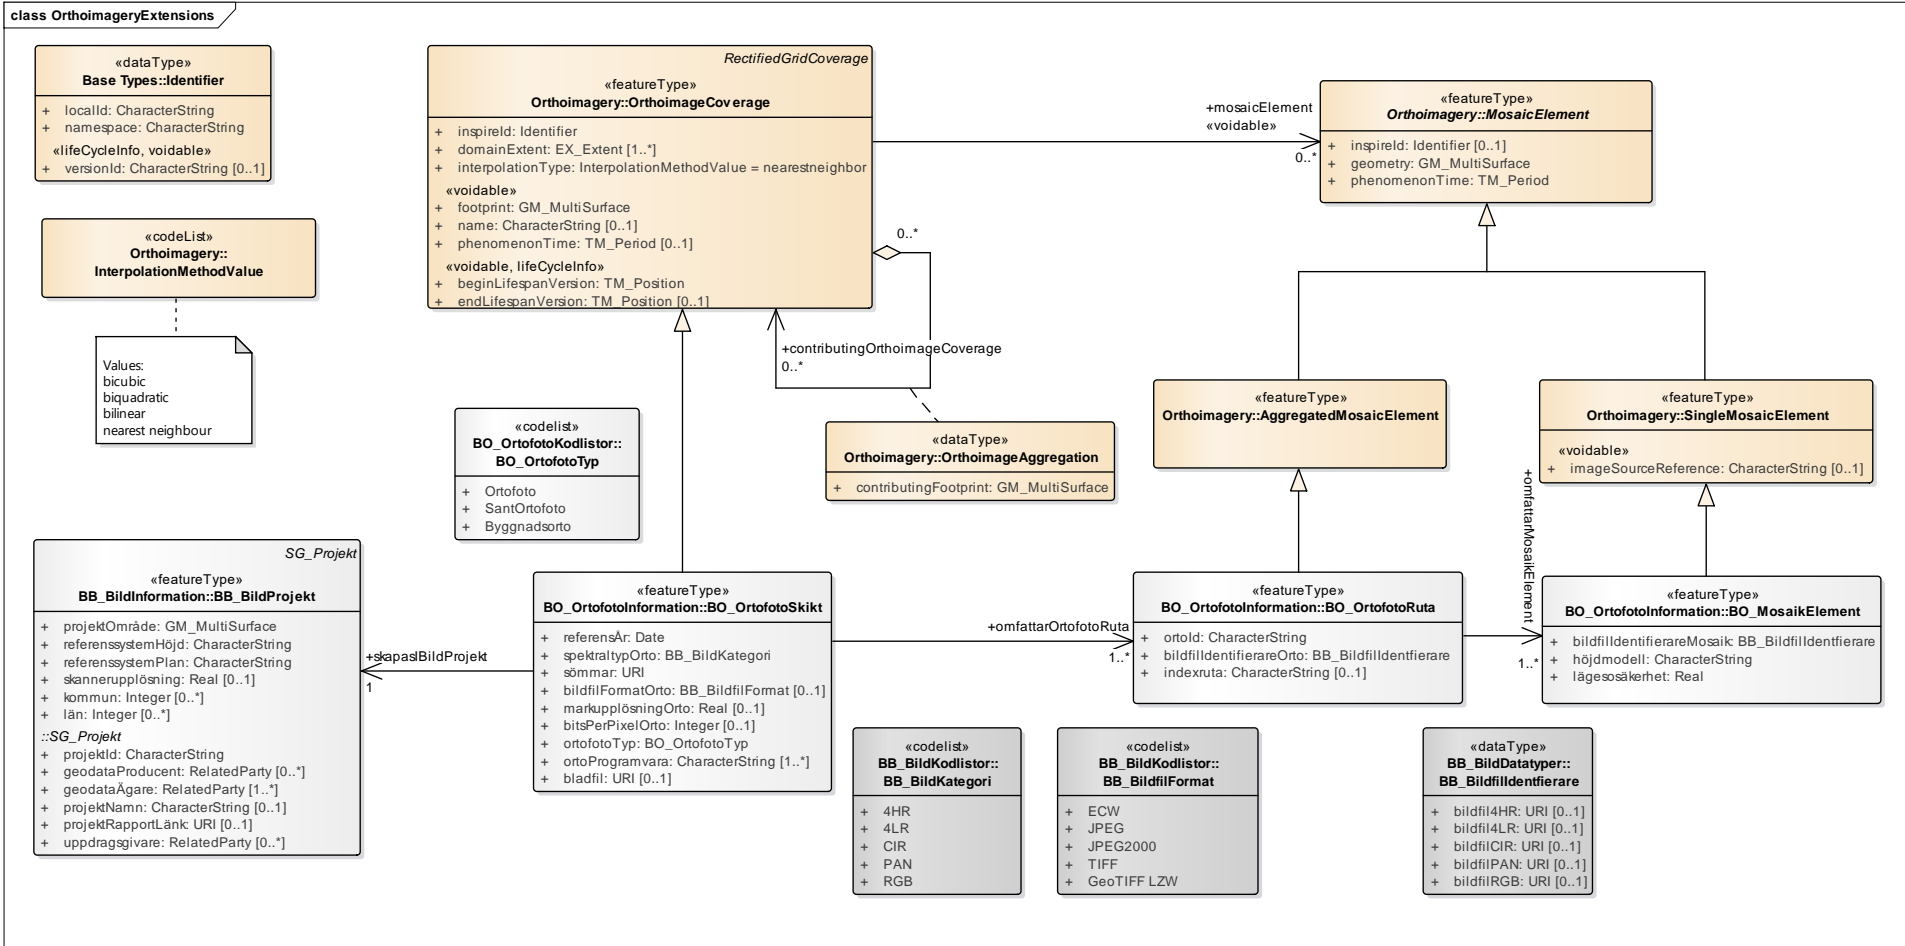 class OrthoimageryExtensions
«dataType»
Base Types::Identifier
+ localId: CharacterString
+ namespace: CharacterString
«lifeCycleInfo, voidable»
+ versionId: CharacterString [0..1]
«codeList»
Orthoimagery::
InterpolationMethodValue
Values:
bicubic
biquadratic
bilinear
nearest neighbour
RectifiedGridCoverage
«featureType»
Orthoimagery::OrthoimageCoverage
+ inspireId: Identifier
+ domainExtent: EX_Extent [1..*]
+ interpolationType: InterpolationMethodValue = nearestneighbor
«voidable»
+ footprint: GM_MultiSurface
+ name: CharacterString [0..1]
+ phenomenonTime: TM_Period [0..1]
«voidable, lifeCycleInfo»
+ beginLifespanVersion: TM_Position
+ endLifespanVersion: TM_Position [0..1]
+mosaicElement
«voidable»
0..*
«featureType»
Orthoimagery::MosaicElement
+ inspireId: Identifier [0..1]
+ geometry: GM_MultiSurface
+ phenomenonTime: TM_Period
0..*
+contributingOrthoimageCoverage
0..*
«dataType»
Orthoimagery::OrthoimageAggregation
+ contributingFootprint: GM_MultiSurface
«featureType»
Orthoimagery::AggregatedMosaicElement
«featureType»
Orthoimagery::SingleMosaicElement
«voidable»
+ imageSourceReference: CharacterString [0..1]
«codelist»
BO_OrtofotoKodlistor::
BO_OrtofotoTyp
+ Ortofoto
+ SantOrtofoto
+ Byggnadsorto
SG_Projekt
«featureType»
BB_BildInformation::BB_BildProjekt
+ projektOmråde: GM_MultiSurface
+ referenssystemHöjd: CharacterString
+ referenssystemPlan: CharacterString
+ skannerupplösning: Real [0..1]
+ kommun: Integer [0..*]
+ län: Integer [0..*]
::SG_Projekt
+ projektId: CharacterString
+ geodataProducent: RelatedParty [0..*]
+ geodataÄgare: RelatedParty [1..*]
+ projektNamn: CharacterString [0..1]
+ projektRapportLänk: URI [0..1]
+ uppdragsgivare: RelatedParty [0..*]
+skapasIBildProjekt
1
«featureType»
BO_OrtofotoInformation::BO_OrtofotoSkikt
+ referensÅr: Date
+ spektraltypOrto: BB_BildKategori
+ sömmar: URI
+ bildfilFormatOrto: BB_BildfilFormat [0..1]
+ markupplösningOrto: Real [0..1]
+ bitsPerPixelOrto: Integer [0..1]
+ ortofotoTyp: BO_OrtofotoTyp
+ ortoProgramvara: CharacterString [1..*]
+ bladfil: URI [0..1]
+omfattarOrtofotoRuta
1..*
«featureType»
BO_OrtofotoInformation::BO_OrtofotoRuta
+ ortoId: CharacterString
+ bildfilIdentifierareOrto: BB_BildfilIdentfierare
+ indexruta: CharacterString [0..1]
+omfattarMosaikElement
1..*
«featureType»
BO_OrtofotoInformation::BO_MosaikElement
+ bildfilIdentifierareMosaik: BB_BildfilIdentfierare
+ höjdmodell: CharacterString
+ lägesosäkerhet: Real
«codelist»
BB_BildKodlistor::
BB_BildKategori
+ 4HR
+ 4LR
+ CIR
+ PAN
+ RGB
«codelist»
BB_BildKodlistor::
BB_BildfilFormat
+ ECW
+ JPEG
+ JPEG2000
+ TIFF
+ GeoTIFF LZW
«dataType»
BB_BildDatatyper::
BB_BildfilIdentfierare
+ bildfil4HR: URI [0..1]
+ bildfil4LR: URI [0..1]
+ bildfilCIR: URI [0..1]
+ bildfilPAN: URI [0..1]
+ bildfilRGB: URI [0..1]